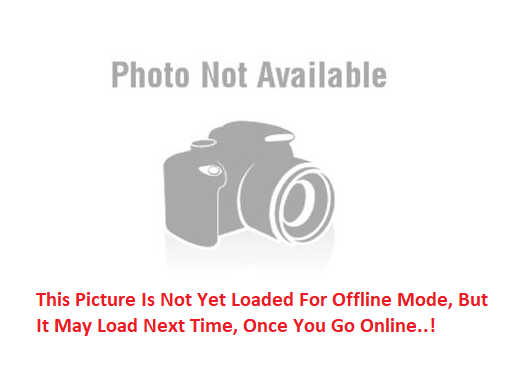 Photo Not Available
This Picture Is Not Yet Loaded For Offline Mode, But
It May Load Next Time, Once You Go Online..!